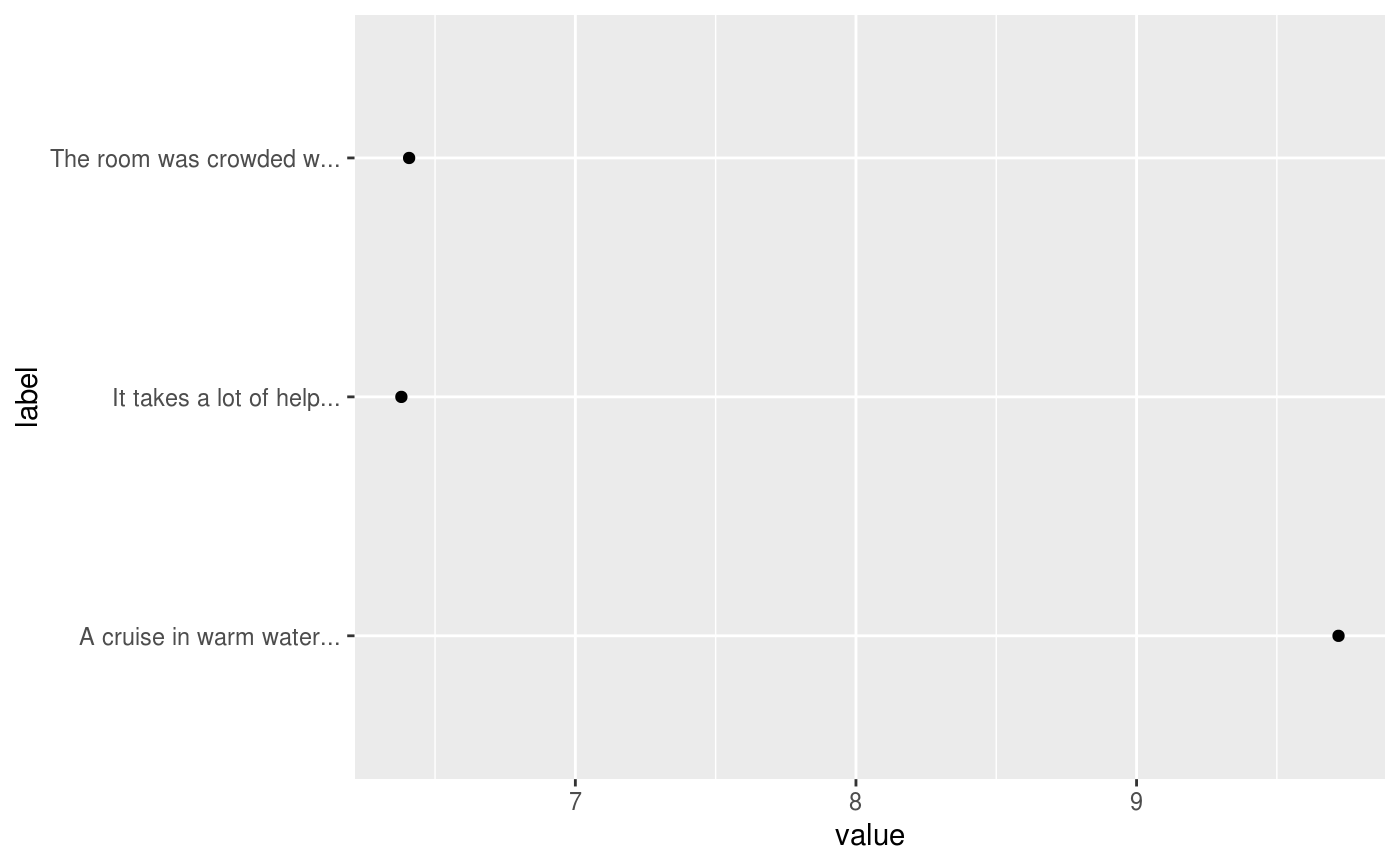 The room was crowded w...
It takes a lot of help...
A cruise in warm water...
label
7 8 9
value